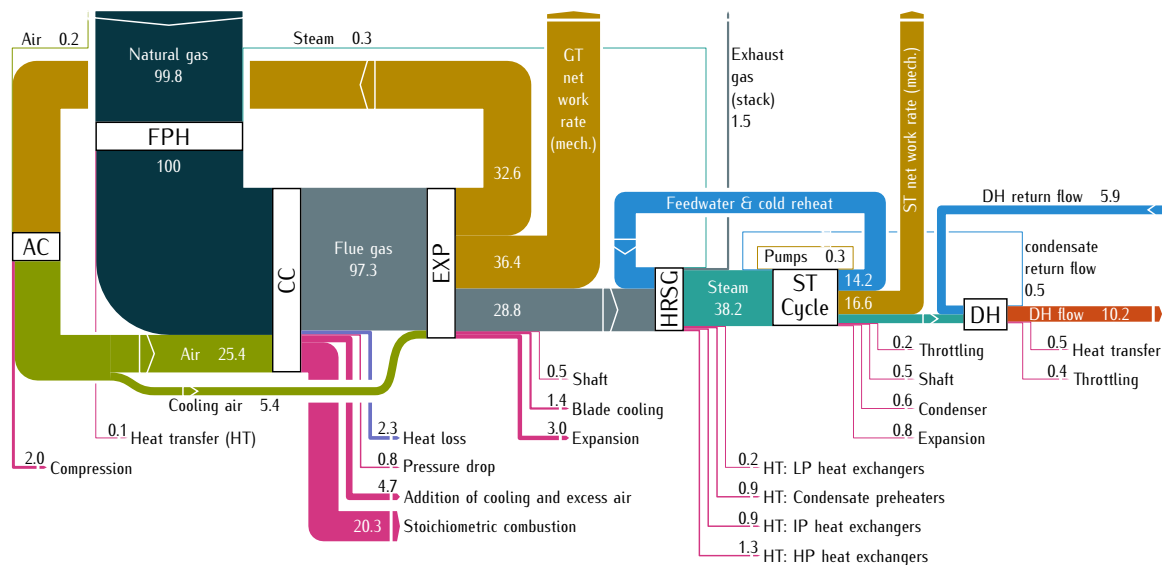 Air 0.2
Natural gas
99.8
Steam 0.3
GT
net
work
rate
(mech.)
Exhaust
gas
(stack)
1.5
ST net work rate (mech.)
FPH
100
32.6
Feedwater & cold reheat
DH return flow 5.9
AC
CC
Flue gas
97.3
EXP
36.4
Pumps 0.3
condensate
return flow
0.5
HRSG
Steam
38.2
ST
Cycle
14.2
16.6
28.8
DH
DH flow 10.2
Air 25.4
Cooling air 5.4
0.5 Shaft
1.4 Blade cooling
3.0 Expansion
0.2 Throttling
0.5 Shaft
0.6 Condenser
0.8 Expansion
0.5 Heat transfer
0.4 Throttling
0.1 Heat transfer (HT)
2.0 Compression
2.3 Heat loss
0.8 Pressure drop
4.7 Addition of cooling and excess air
20.3 Stoichiometric combustion
0.2 HT: LP heat exchangers
0.9 HT: Condensate preheaters
0.9 HT: IP heat exchangers
1.3 HT: HP heat exchangers